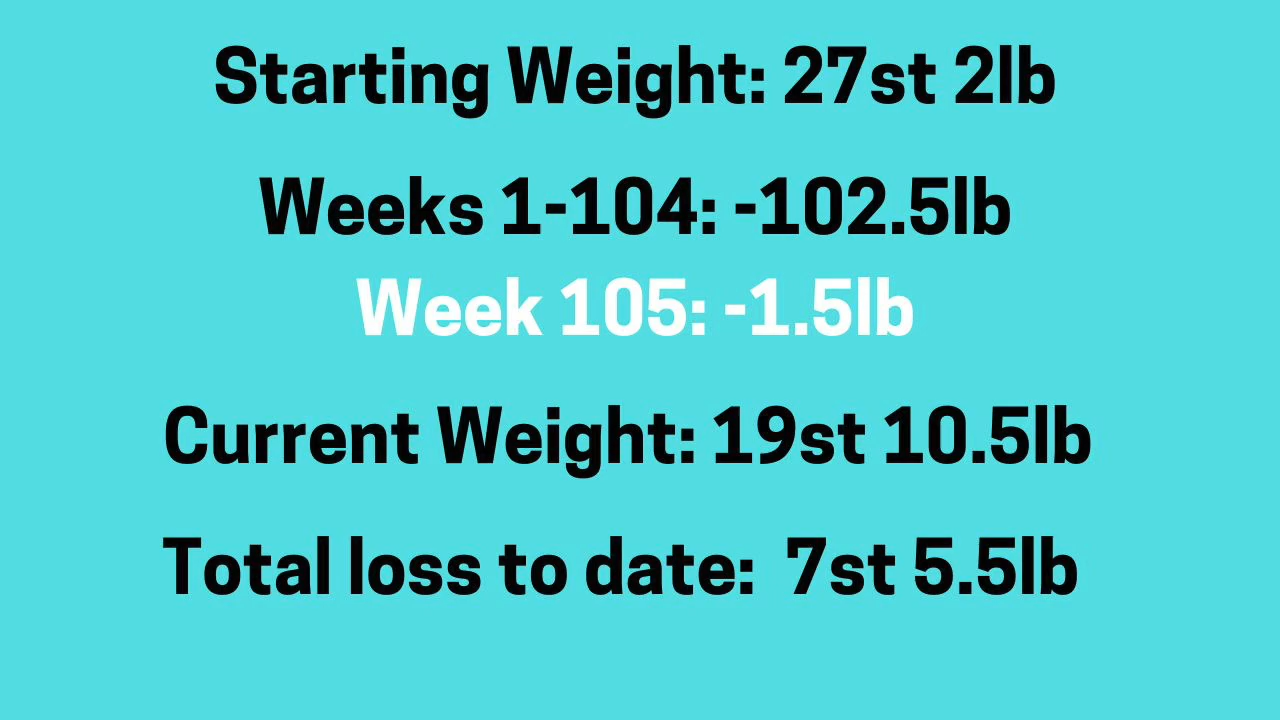 Starting Weight: 27st 2lb
Weeks 1-104: -102.5lb
Week 105: -1.5lb
Current Weight: 19st 10.5lb
Total loss to date:  7st 5.5lb